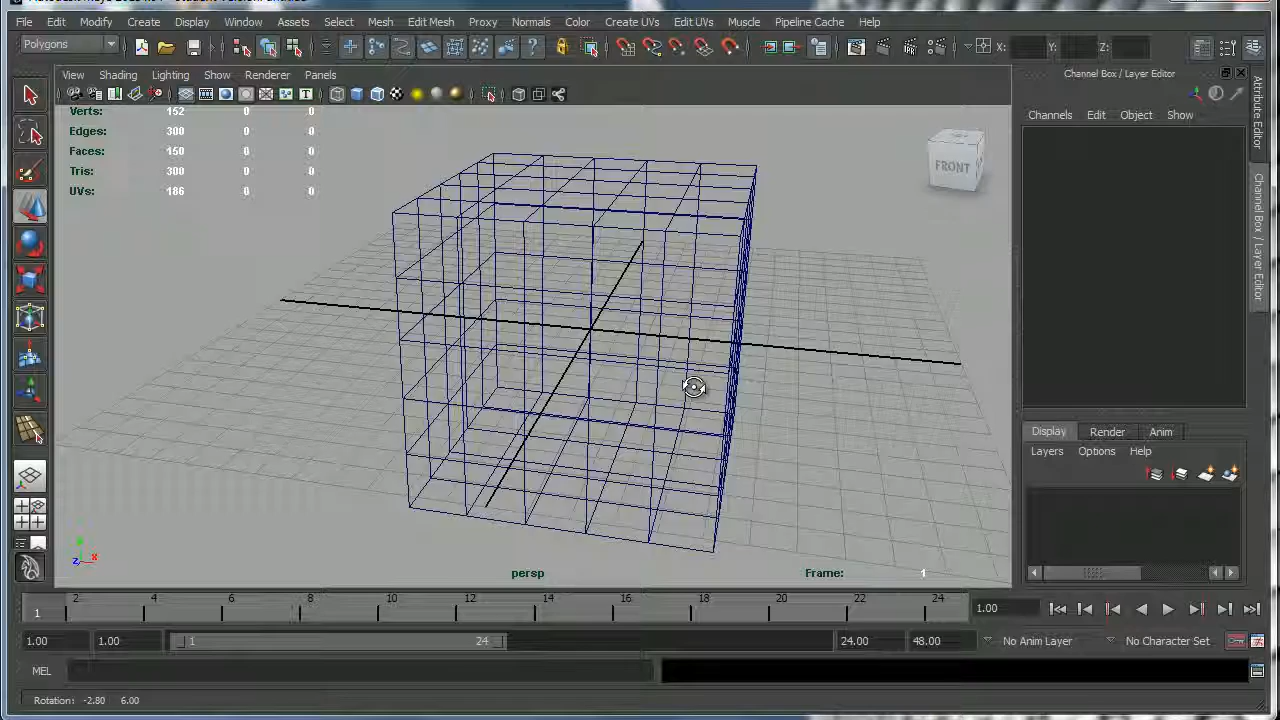 File Edit Modify Create Display Window Assets Select Mesh Edit Mesh Proxy Normals Color Create UVs Edit UVs Muscle Pipeline Cache Help
Polygons X: Y: Z:
View Shading Lighting Show Renderer Panels
Channel Box / Layer Editor
Channels Edit Object Show
Verts: 152 0 0
Edges: 300 0 0
Faces: 150 0 0
Tris: 300 0 0
UVs: 186 0 0
FRONT
Attribute Editor
Channel Box / Layer Editor
Display Render Anim
Layers Options Help
y
z x
persp
Frame: 1
1 2 4 6 8 10 12 14 16 18 20 22 24 1.00
1.00 1.00 1 24 24.00 48.00 No Anim Layer No Character Set
MEL
Rotation: -2.80 6.00